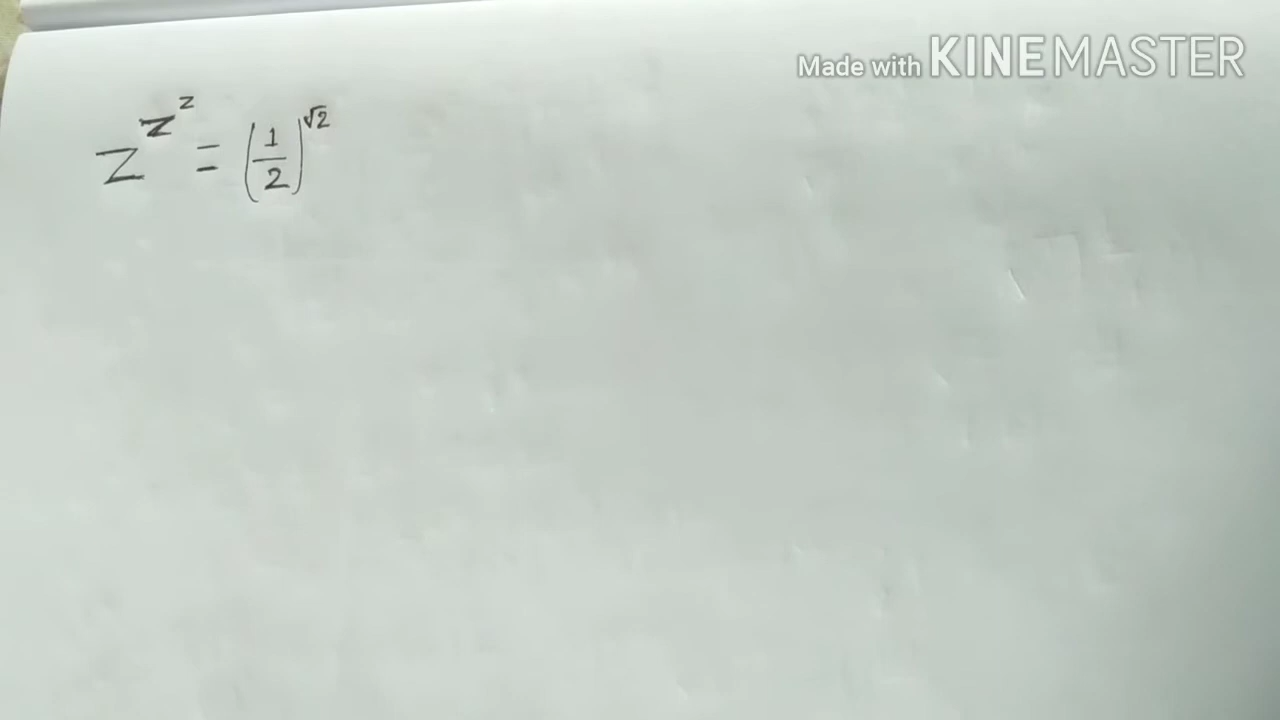 Made with KINEMASTER
z^{z^{z}} = (1/2)^{√2}